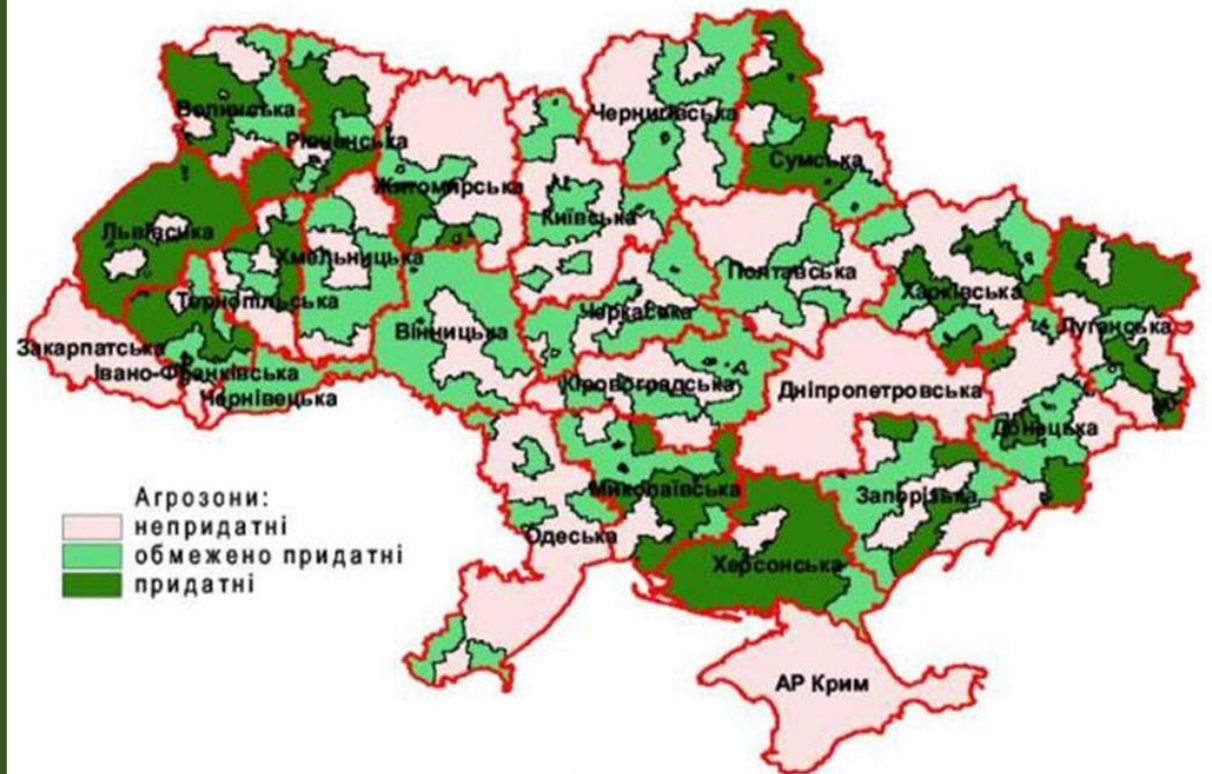 Волинська
Рівненська
Житомирська
Чернигівська
Сумська
Львівська
Хмельницька
Київська
Тернопільська
Полтавська
Харківська
Луганська
Закарпатська
Вінницька
Черкаська
Івано-Франківська
Чернівецька
Кіровоградська
Дніпропетровська
Донецька
Миколаївська
Запорізька
Одеська
Херсонська
АР Крим
Агрозони:
непридатні
обмежено придатні
придатні